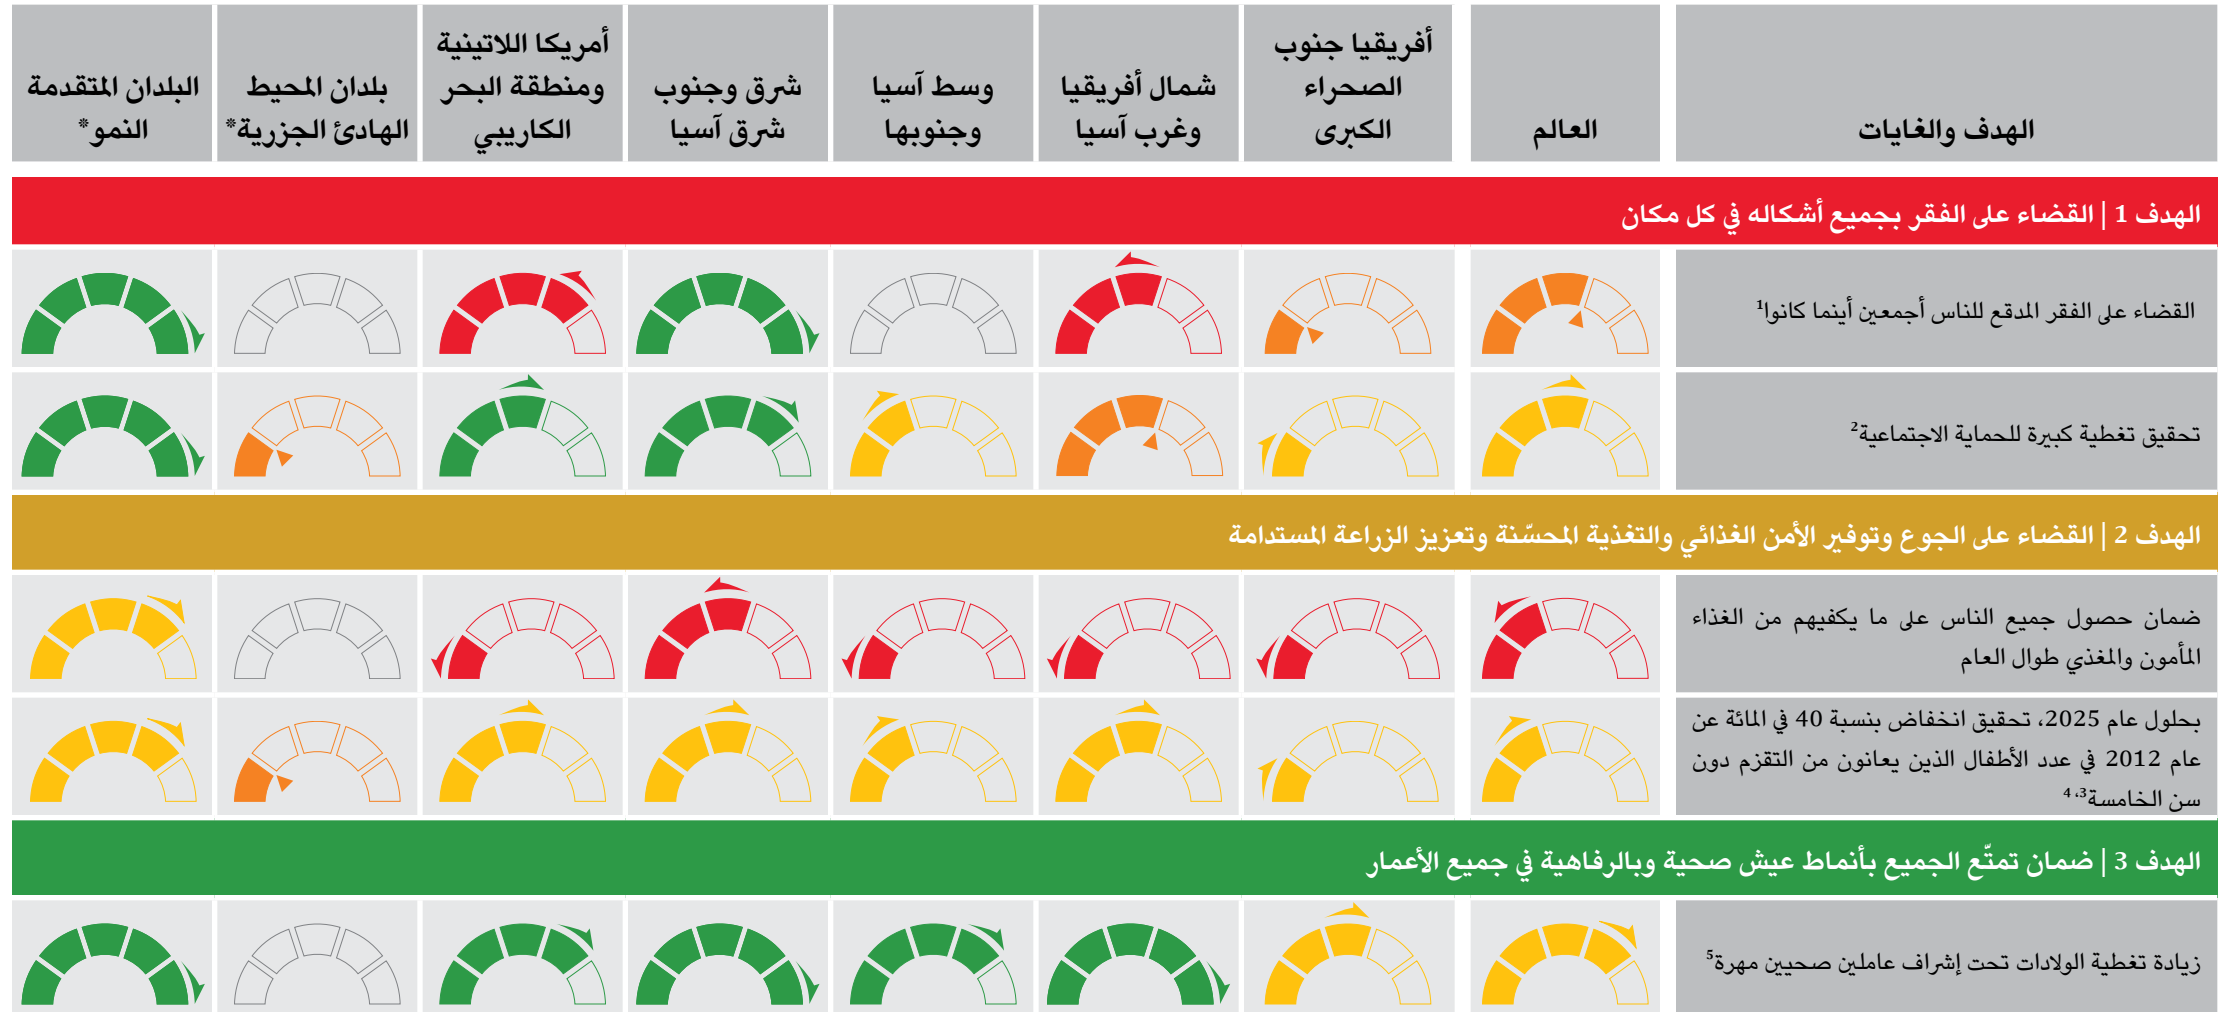 الهدف والغايات
العالم
أفريقيا جنوب
الصحراء
الكبرى
شمال أفريقيا
وغرب آسيا
وسط آسيا
وجنوبها
شرق وجنوب
شرق آسيا
أمريكا اللاتينية
ومنطقة البحر
الكاريبي
بلدان المحيط
الهادئ الجزرية*
البلدان المتقدمة
النمو*
الهدف 1 | القضاء على الفقر بجميع أشكاله في كل مكان
القضاء على الفقر المدقع للناس أجمعين أينما كانوا1
تحقيق تغطية كبيرة للحماية الاجتماعية2
الهدف 2 | القضاء على الجوع وتوفير الأمن الغذائي والتغذية المحسّنة وتعزيز الزراعة المستدامة
ضمان حصول جميع الناس على ما يكفيهم من الغذاء
المأمون والمغذي طوال العام
بحلول عام 2025، تحقيق انخفاض بنسبة 40 في المائة عن
عام 2012 في عدد الأطفال الذين يعانون من التقزم دون
سن الخامسة3، 4
الهدف 3 | ضمان تمتّع الجميع بأنماط عيش صحية وبالرفاهية في جميع الأعمار
زيادة تغطية الولادات تحت إشراف عاملين صحيين مهرة5